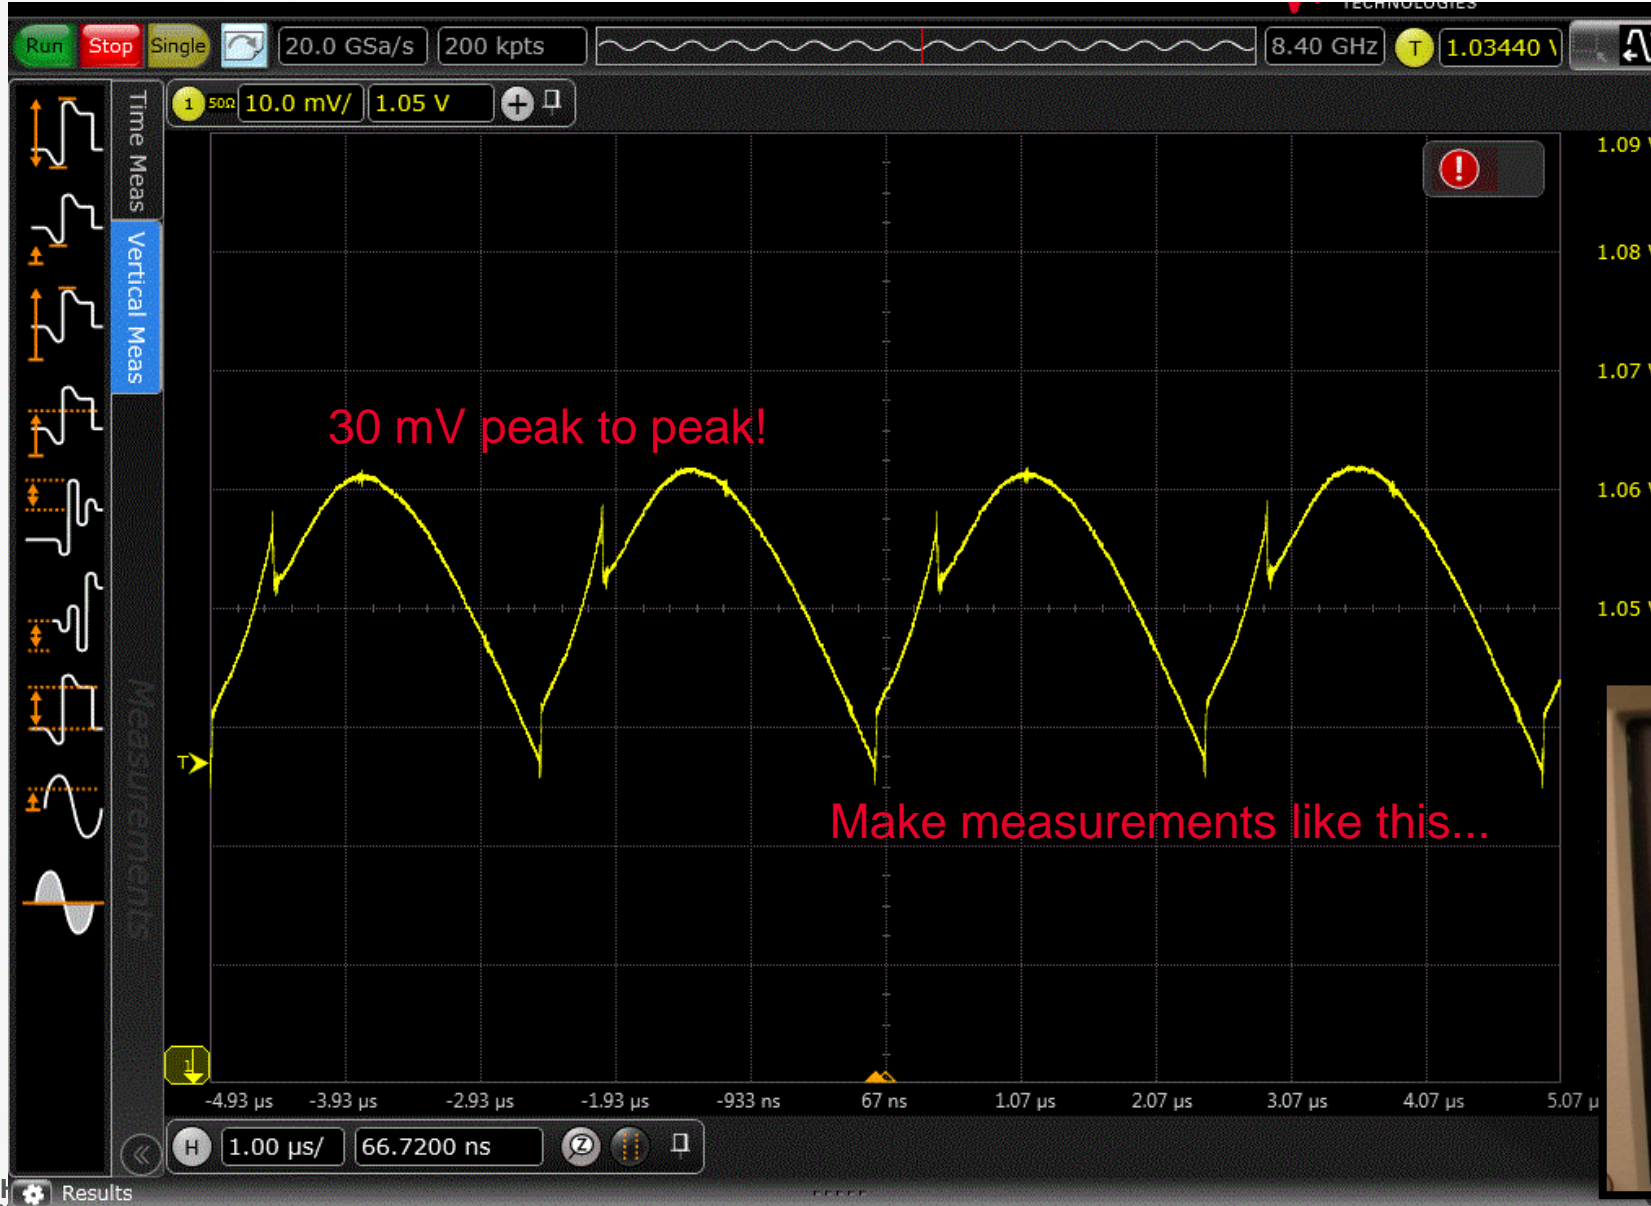 TECHNOLOGIES
Run Stop Single 20.0 GSa/s 200 kpts 8.40 GHz T 1.03440 V
1 50Ω 10.0 mV/ 1.05 V
Time Meas
Vertical Meas
Measurements
1.09
1.08
1.07
30 mV peak to peak!
1.06
1.05
T
Make measurements like this...
1
-4.93 µs -3.93 µs -2.93 µs -1.93 µs -933 ns 67 ns 1.07 µs 2.07 µs 3.07 µs 4.07 µs 5.07 µ
H 1.00 µs/ 66.7200 ns Z
Results